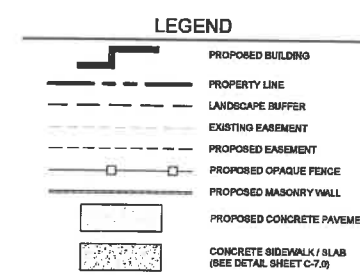 LEGEND
PROPOSED BUILDING
PROPERTY LINE
LANDSCAPE BUFFER
EXISTING EASEMENT
PROPOSED EASEMENT
PROPOSED OPAQUE FENCE
PROPOSED MASONRY WALL
PROPOSED CONCRETE PAVEME
CONCRETE SIDEWALK / SLAB
(SEE DETAIL SHEET C-7.0)